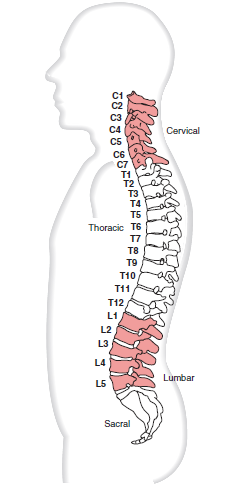 C1
C2
C3
C4
Cervical
C5
C6
C7
T1
T2
T3
T4
T5
Thoracic
T6
T7
T8
T9
T10
T11
T12
L1
L2
L3
L4
Lumbar
L5
Sacral